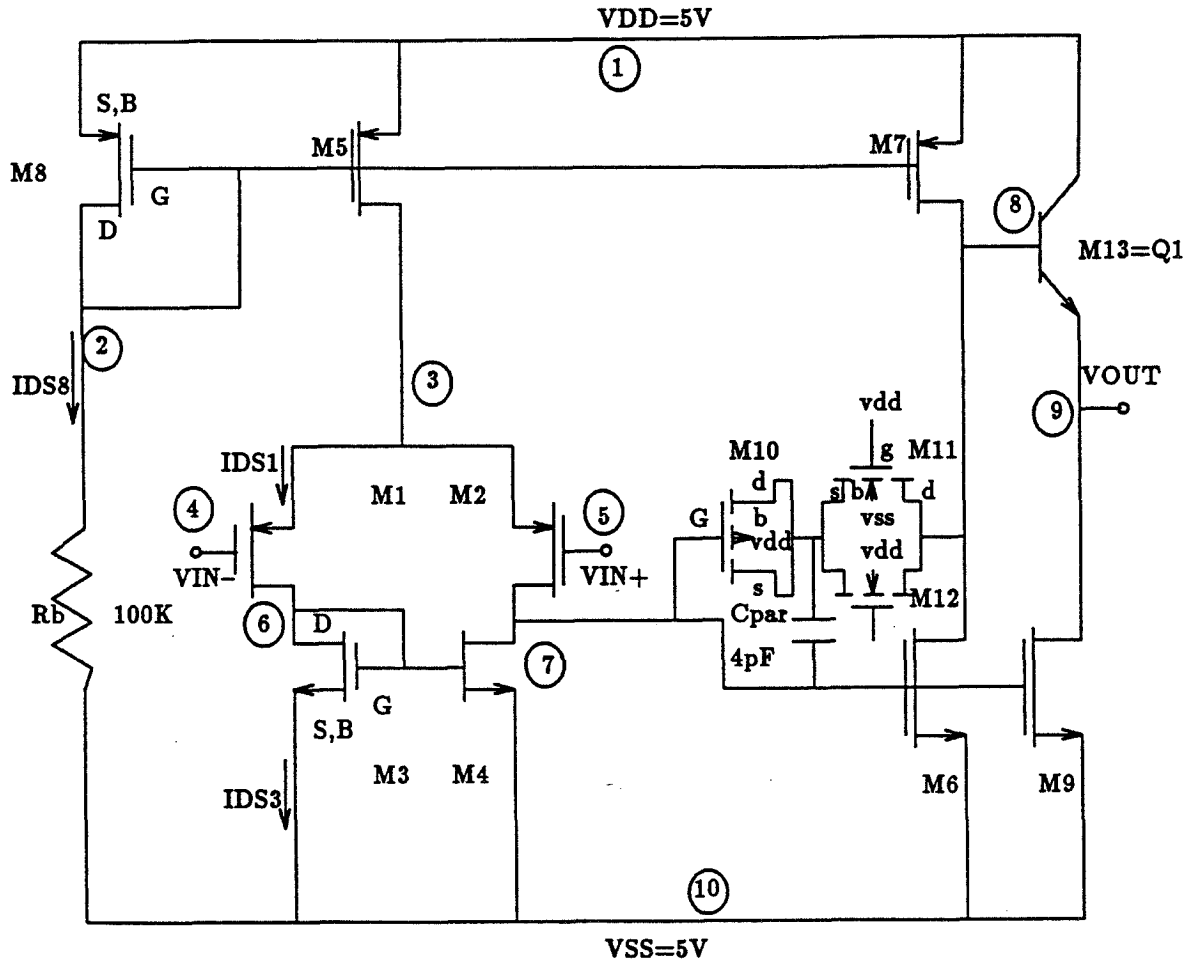 VDD=5V
1
S,B
M8
G
D
M5
M7
8
M13=Q1
2
IDS8
3
VOUT
9
vdd
IDS1
M10
g
M11
4
M1
M2
5
d
s
b
d
G
b
vss
VIN-
VIN+
vdd
vdd
Rb
100K
6
D
s
Cpar
M12
7
4pF
G
S,B
M3
M4
M6
M9
IDS3
10
VSS=5V